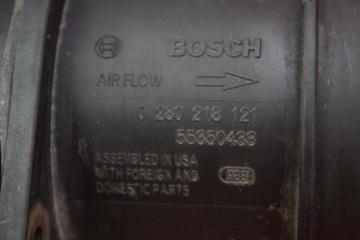 BOSCH
AIR FLOW
0 280 218 121
55350433
ASSEMBLED IN USA
WITH FOREIGN AND
DOMESTIC PARTS